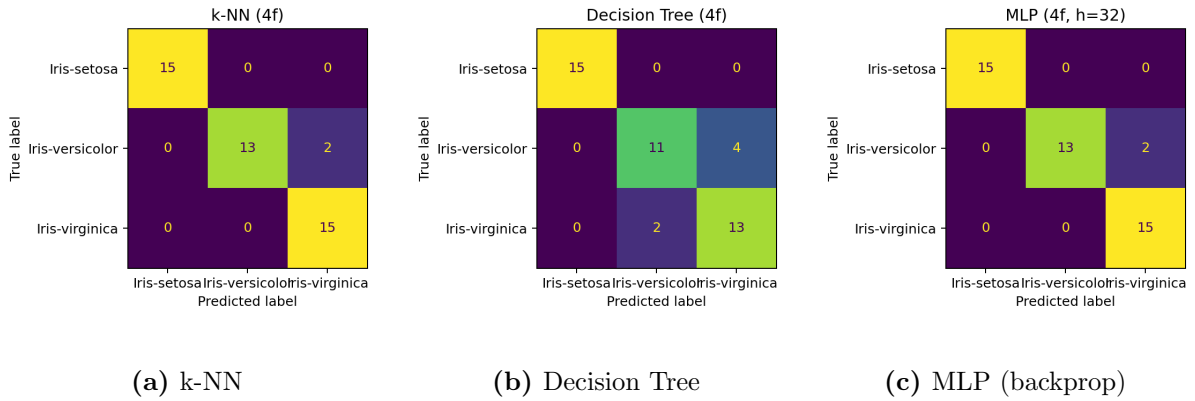 k-NN (4f)
True label
Iris-setosa 15 0 0
Iris-versicolor 0 13 2
Iris-virginica 0 0 15
Iris-setosa Iris-versicolor Iris-virginica
Predicted label
(a) k-NN
Decision Tree (4f)
True label
Iris-setosa 15 0 0
Iris-versicolor 0 11 4
Iris-virginica 0 2 13
Iris-setosa Iris-versicolor Iris-virginica
Predicted label
(b) Decision Tree
MLP (4f, h=32)
True label
Iris-setosa 15 0 0
Iris-versicolor 0 13 2
Iris-virginica 0 0 15
Iris-setosa Iris-versicolor Iris-virginica
Predicted label
(c) MLP (backprop)